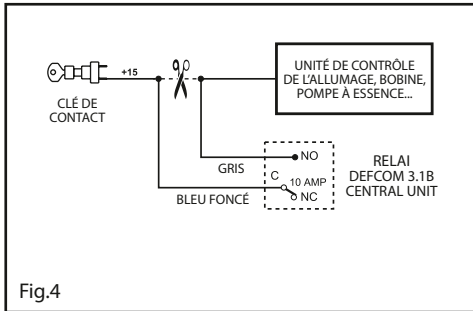 +15
CLÉ DE
CONTACT
UNITÉ DE CONTRÔLE
DE L'ALLUMAGE, BOBINE,
POMPE À ESSENCE...
NO
GRIS
C
10 AMP
NC
BLEU FONCÉ
RELAI
DEFCOM 3.1B
CENTRAL UNIT
Fig.4